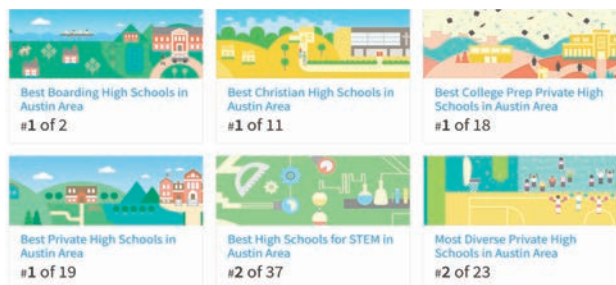 Best Boarding High Schools in
Austin Area
#1 of 2
Best Christian High Schools in
Austin Area
#1 of 11
Best College Prep Private High
Schools in Austin Area
#1 of 18
Best Private High Schools in
Austin Area
#1 of 19
Best High Schools for STEM in
Austin Area
#2 of 37
Most Diverse Private High
Schools in Austin Area
#2 of 23